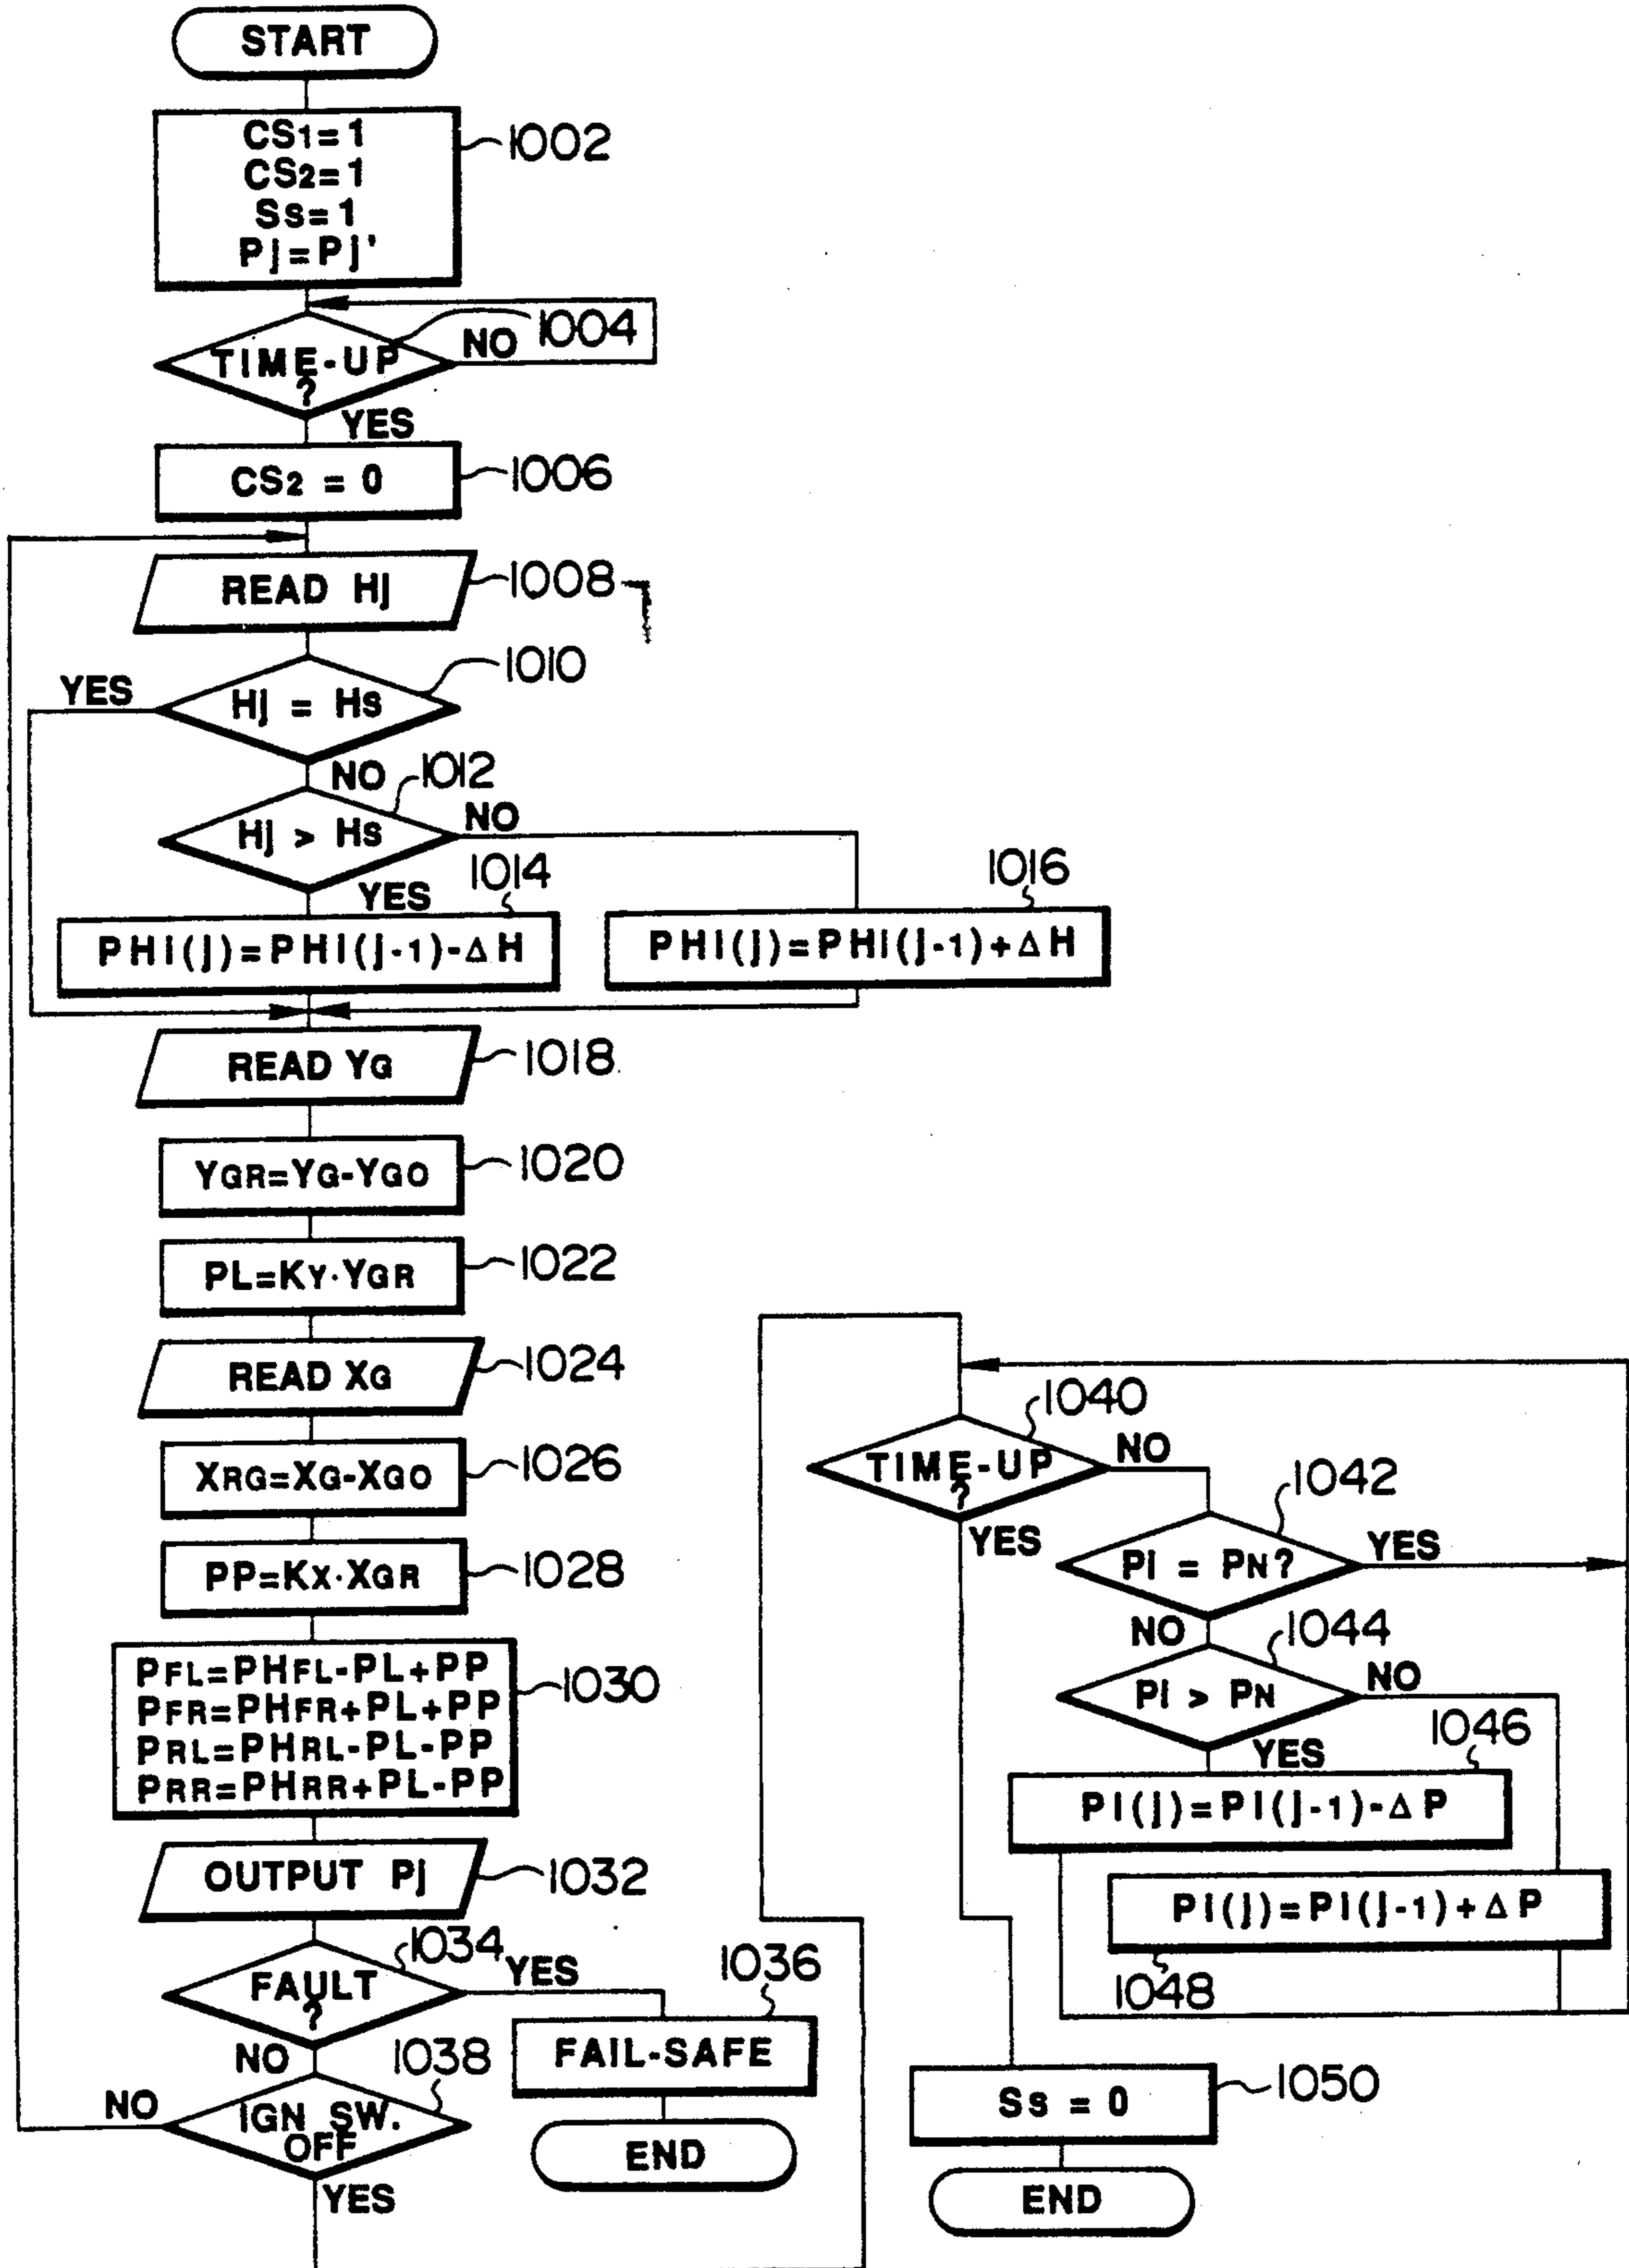 START
CS1=1
CS2=1
Ss=1
Pj=Pj'
1002
TIME-UP
?
1004
NO
YES
CS2 = 0
1006
READ Hj
1008
Hj = Hs
1010
YES
NO
Hj > Hs
1012
NO
YES
1014
PHi(j)=PHi(j-1)-ΔH
1016
PHi(j)=PHi(j-1)+ΔH
READ YG
1018
YGR=YG-YGO
1020
PL=KY·YGR
1022
READ XG
1024
XRG=XG-XGO
1026
PP=KX·XGR
1028
PFL=PHFL-PL+PP
PFR=PHFR+PL+PP
PRL=PHRL-PL-PP
PRR=PHRR+PL-PP
1030
OUTPUT Pj
1032
FAULT
?
1034
YES
NO
1036
FAIL-SAFE
END
IGN SW.
OFF
1038
NO
YES
TIME-UP
?
1040
NO
YES
Pi = PN?
1042
YES
NO
Pi > PN
1044
NO
YES
1046
Pi(j)=Pi(j-1)-ΔP
Pi(j)=Pi(j-1)+ΔP
1048
Ss = 0
1050
END